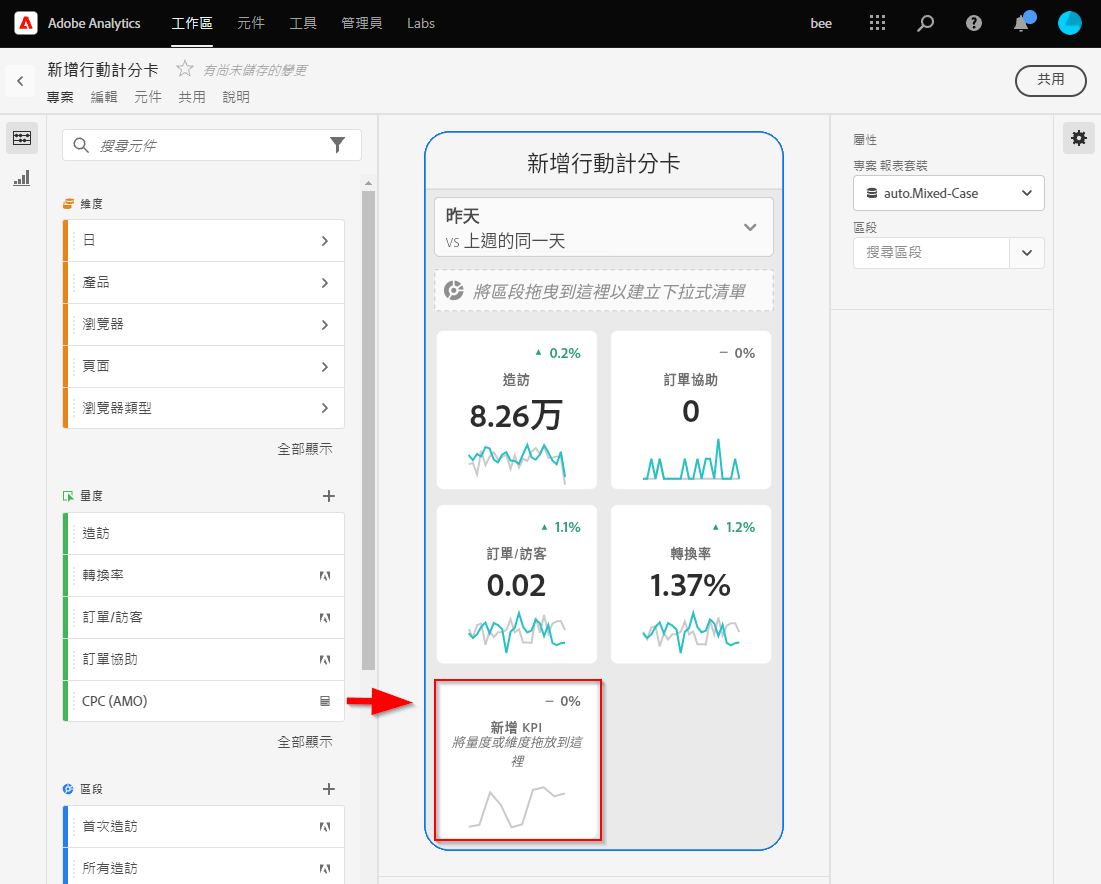 Adobe Analytics 工作區 元件 工具 管理員 Labs bee
新增行動計分卡 有尚未儲存的變更
專案 編輯 元件 共用 說明
共用
搜尋元件
維度
日
產品
瀏覽器
頁面
瀏覽器類型
全部顯示
量度
造訪
轉換率
訂單/訪客
訂單協助
CPC (AMO)
全部顯示
區段
首次造訪
所有造訪
新增行動計分卡
昨天
vs 上週的同一天
將區段拖曳到這裡以建立下拉式清單
▲ 0.2%
造訪
8.26万
– 0%
訂單協助
0
▲ 1.1%
訂單/訪客
0.02
▲ 1.2%
轉換率
1.37%
– 0%
新增 KPI
將量度或維度拖放到這
裡
屬性
專案 報表套裝
auto.Mixed-Case
區段
搜尋區段